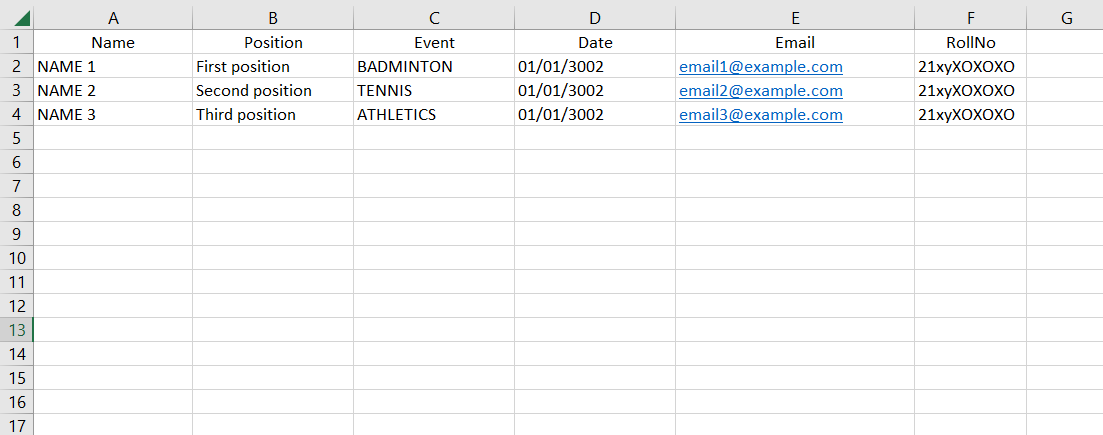 A B C D E F G
1 Name Position Event Date Email RollNo
2 NAME 1 First position BADMINTON 01/01/3002 email1@example.com 21xyXOXOXO
3 NAME 2 Second position TENNIS 01/01/3002 email2@example.com 21xyXOXOXO
4 NAME 3 Third position ATHLETICS 01/01/3002 email3@example.com 21xyXOXOXO
5
6
7
8
9
10
11
12
13
14
15
16
17